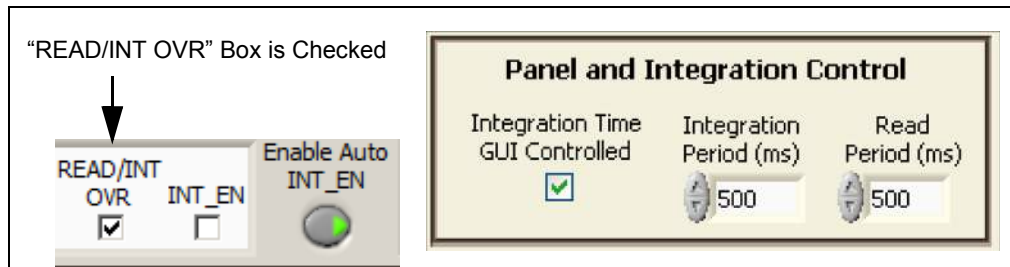 “READ/INT OVR” Box is Checked
READ/INT
OVR
INT_EN
Enable Auto
INT_EN
Panel and Integration Control
Integration Time
GUI Controlled
Integration
Period (ms)
500
Read
Period (ms)
500